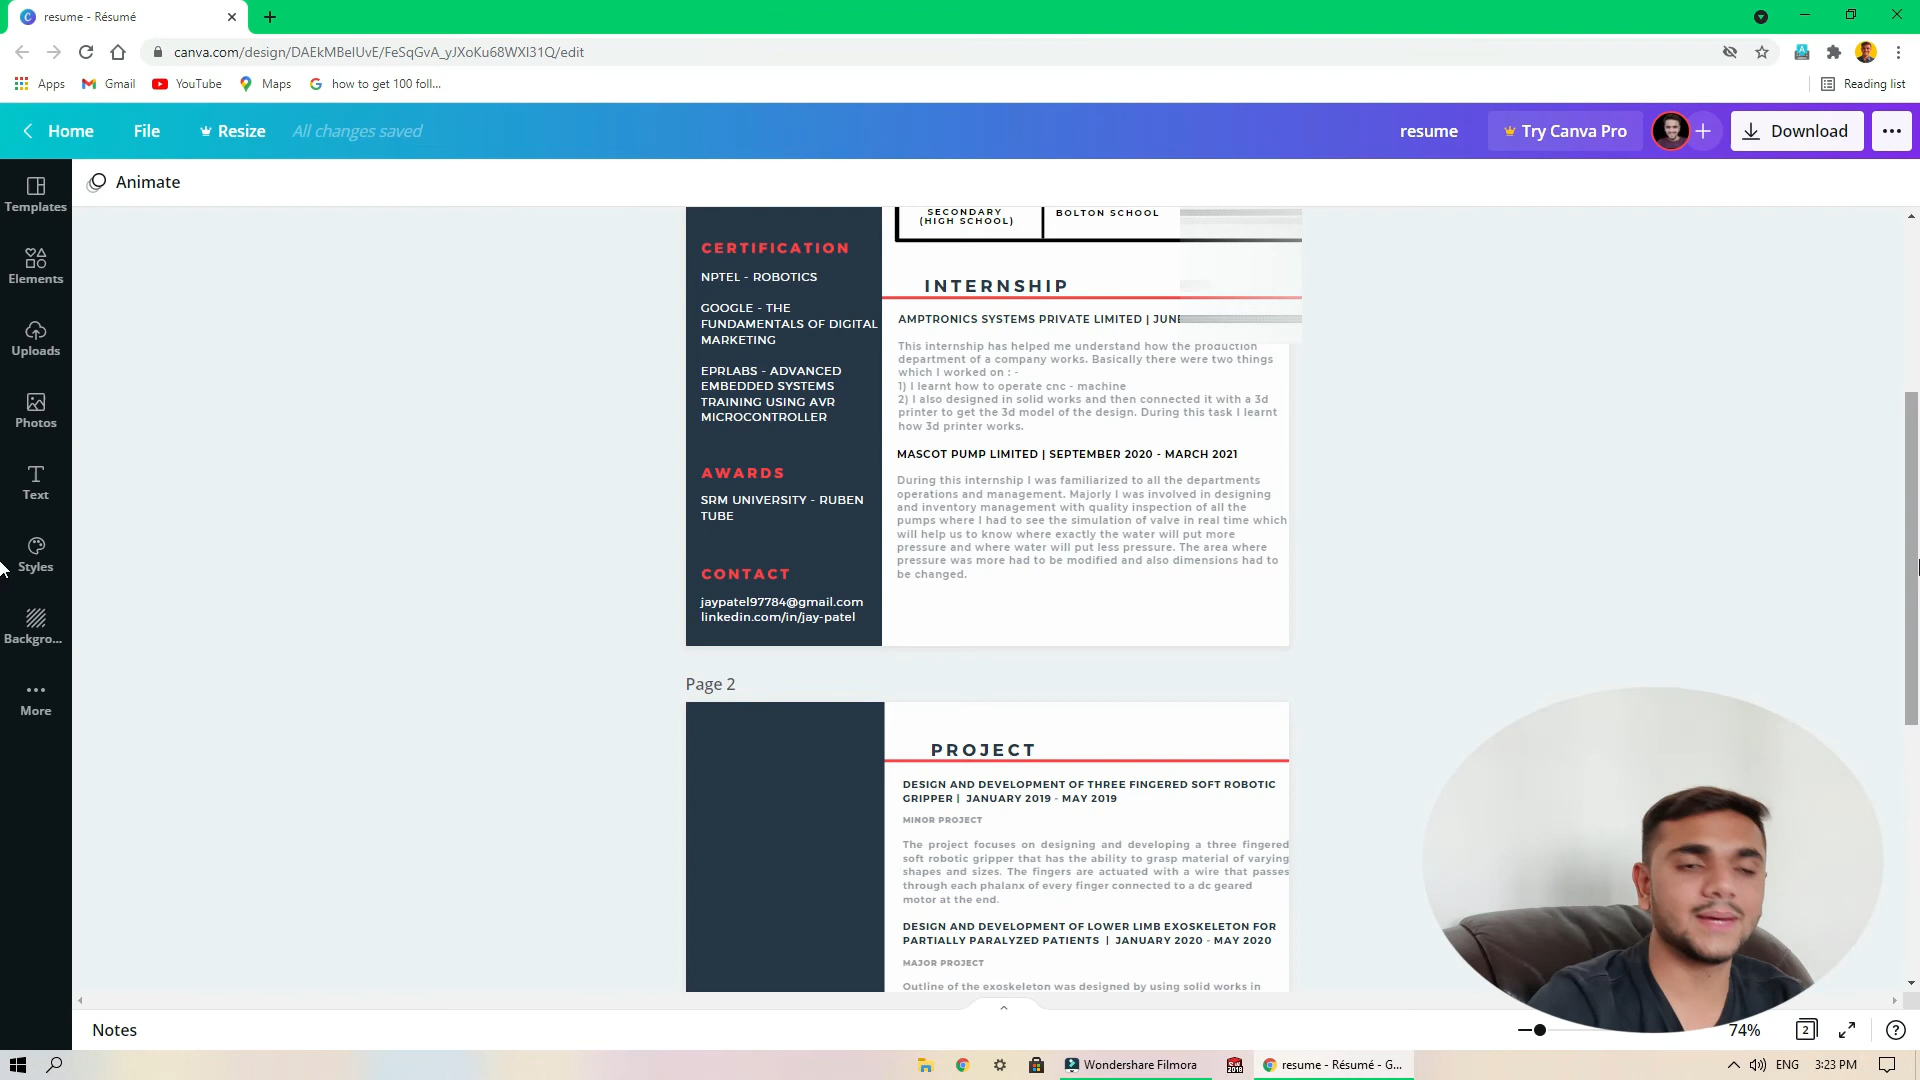 resume - Résumé
canva.com/design/DAEkMBeIUvE/FeSqGvA_yJXoKu68WXI31Q/edit
Apps
Gmail
YouTube
Maps
how to get 100 foll...
Reading list
Home
File
Resize
All changes saved
resume
Try Canva Pro
Download
Animate
Templates
Elements
Uploads
Photos
Text
Styles
Backgro...
More
CERTIFICATION
NPTEL - ROBOTICS
GOOGLE - THE
FUNDAMENTALS OF DIGITAL
MARKETING
EPRLABS - ADVANCED
EMBEDDED SYSTEMS
TRAINING USING AVR
MICROCONTROLLER
AWARDS
SRM UNIVERSITY - RUBEN
TUBE
CONTACT
jaypatel97784@gmail.com
linkedin.com/in/jay-patel
SECONDARY
(HIGH SCHOOL)
BOLTON SCHOOL
INTERNSHIP
AMPTRONICS SYSTEMS PRIVATE LIMITED | JUNE
This internship has helped me understand how the production
department of a company works. Basically there were two things
which I worked on : -
1) I learnt how to operate cnc - machine
2) I also designed in solid works and then connected it with a 3d
printer to get the 3d model of the design. During this task I learnt
how 3d printer works.
MASCOT PUMP LIMITED | SEPTEMBER 2020 - MARCH 2021
During this internship I was familiarized to all the departments
operations and management. Majorly I was involved in designing
and inventory management with quality inspection of all the
pumps where I had to see the simulation of valve in real time which
will help us to know where exactly the water will put more
pressure and where water will put less pressure. The area where
pressure was more had to be modified and also dimensions had to
be changed.
Page 2
PROJECT
DESIGN AND DEVELOPMENT OF THREE FINGERED SOFT ROBOTIC
GRIPPER | JANUARY 2019 - MAY 2019
MINOR PROJECT
The project focuses on designing and developing a three fingered
soft robotic gripper that has the ability to grasp material of varying
shapes and sizes. The fingers are actuated with a wire that passes
through each phalanx of every finger connected to a dc geared
motor at the end.
DESIGN AND DEVELOPMENT OF LOWER LIMB EXOSKELETON FOR
PARTIALLY PARALYZED PATIENTS | JANUARY 2020 - MAY 2020
MAJOR PROJECT
Outline of the exoskeleton was designed by using solid works in
Notes
74%
2
Wondershare Filmora
2018
resume - Résumé - G...
ENG
3:23 PM